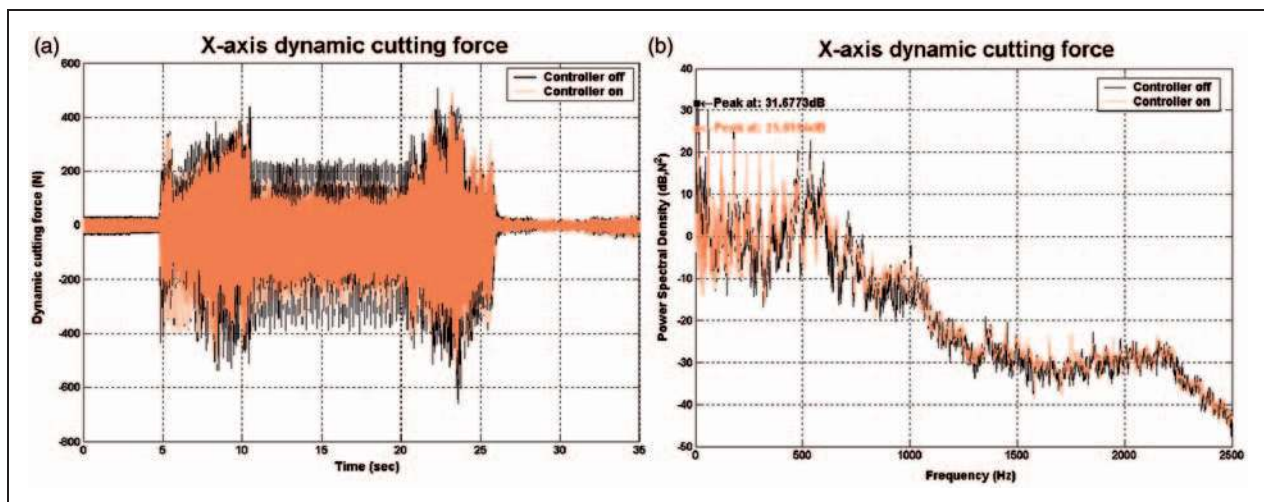 (a)
X-axis dynamic cutting force
Dynamic cutting force (N)
600
400
200
0
-200
-400
-600
-800
Controller off
Controller on
0
5
10
15
20
25
30
35
Time (sec)
(b)
X-axis dynamic cutting force
Power Spectral Density (dB,N²)
40
30
20
10
0
-10
-20
-30
-40
-50
Controller off
Controller on
Peak at: 31.6773dB
Peak at:
0
500
1000
1500
2000
2500
Frequency (Hz)